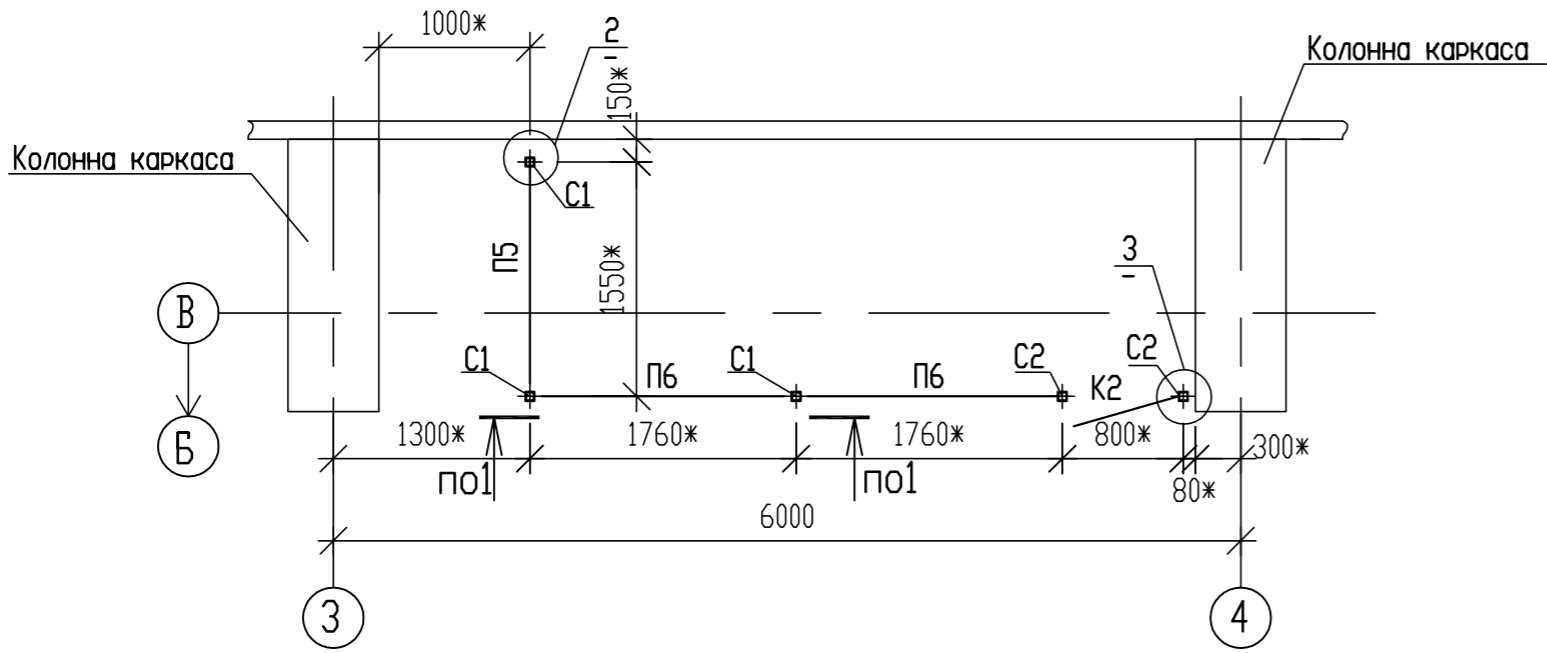 1000*
2
-
150*
Колонна каркаса
Колонна каркаса
С1
П5
1550*
3
-
В
С1
П6
С1
П6
С2
К2
С2
Б
1300*
1760*
1760*
800*
300*
по1
по1
80*
6000
3
4